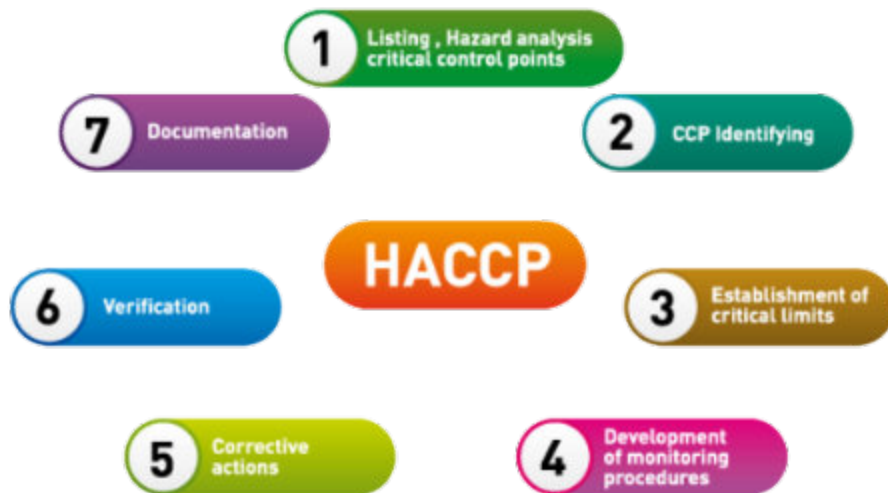 1
Listing , Hazard analysis
critical control points
7
Documentation
2
CCP Identifying
HACCP
6
Verification
3
Establishment of
critical limits
5
Corrective
actions
4
Development
of monitoring
procedures